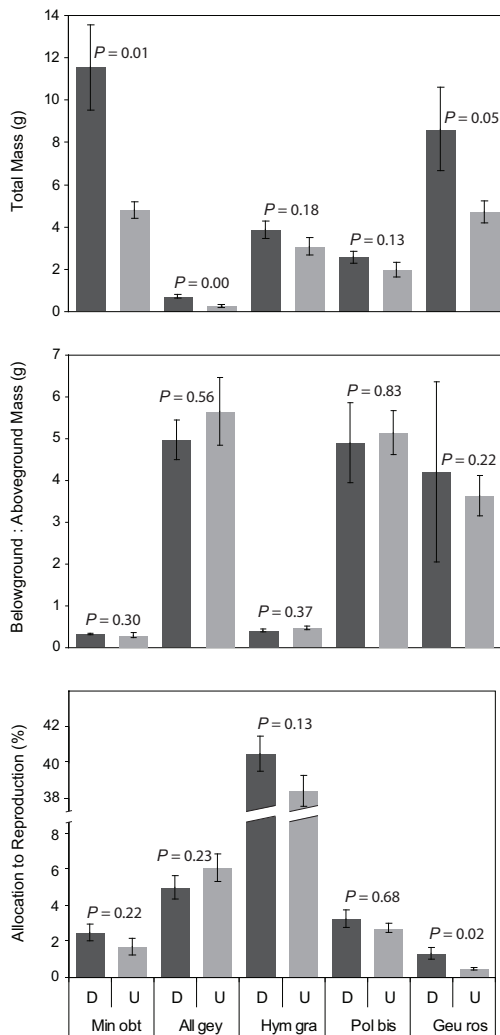 14
12
10
8
6
4
2
0
Total Mass (g)
P = 0.01
P = 0.00
P = 0.18
P = 0.13
P = 0.05
7
6
5
4
3
2
1
0
Belowground : Aboveground Mass (g)
P = 0.30
P = 0.56
P = 0.37
P = 0.83
P = 0.22
42
40
38
8
6
4
2
0
Allocation to Reproduction (%)
P = 0.22
P = 0.23
P = 0.13
P = 0.68
P = 0.02
D U D U D U D U D U
Min obt All gey Hym gra Pol bis Geu ros